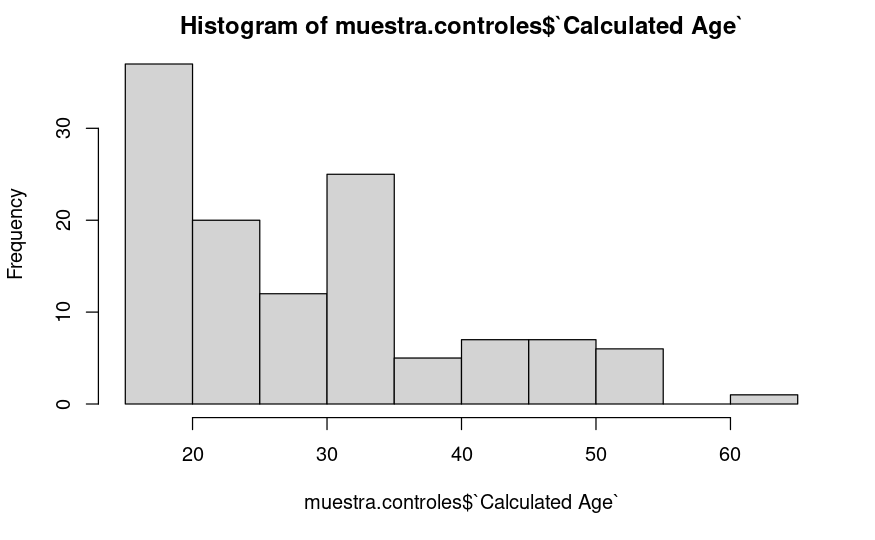 Histogram of muestra.controles$`Calculated Age`
Frequency
30
20
10
0
20 30 40 50 60
muestra.controles$`Calculated Age`